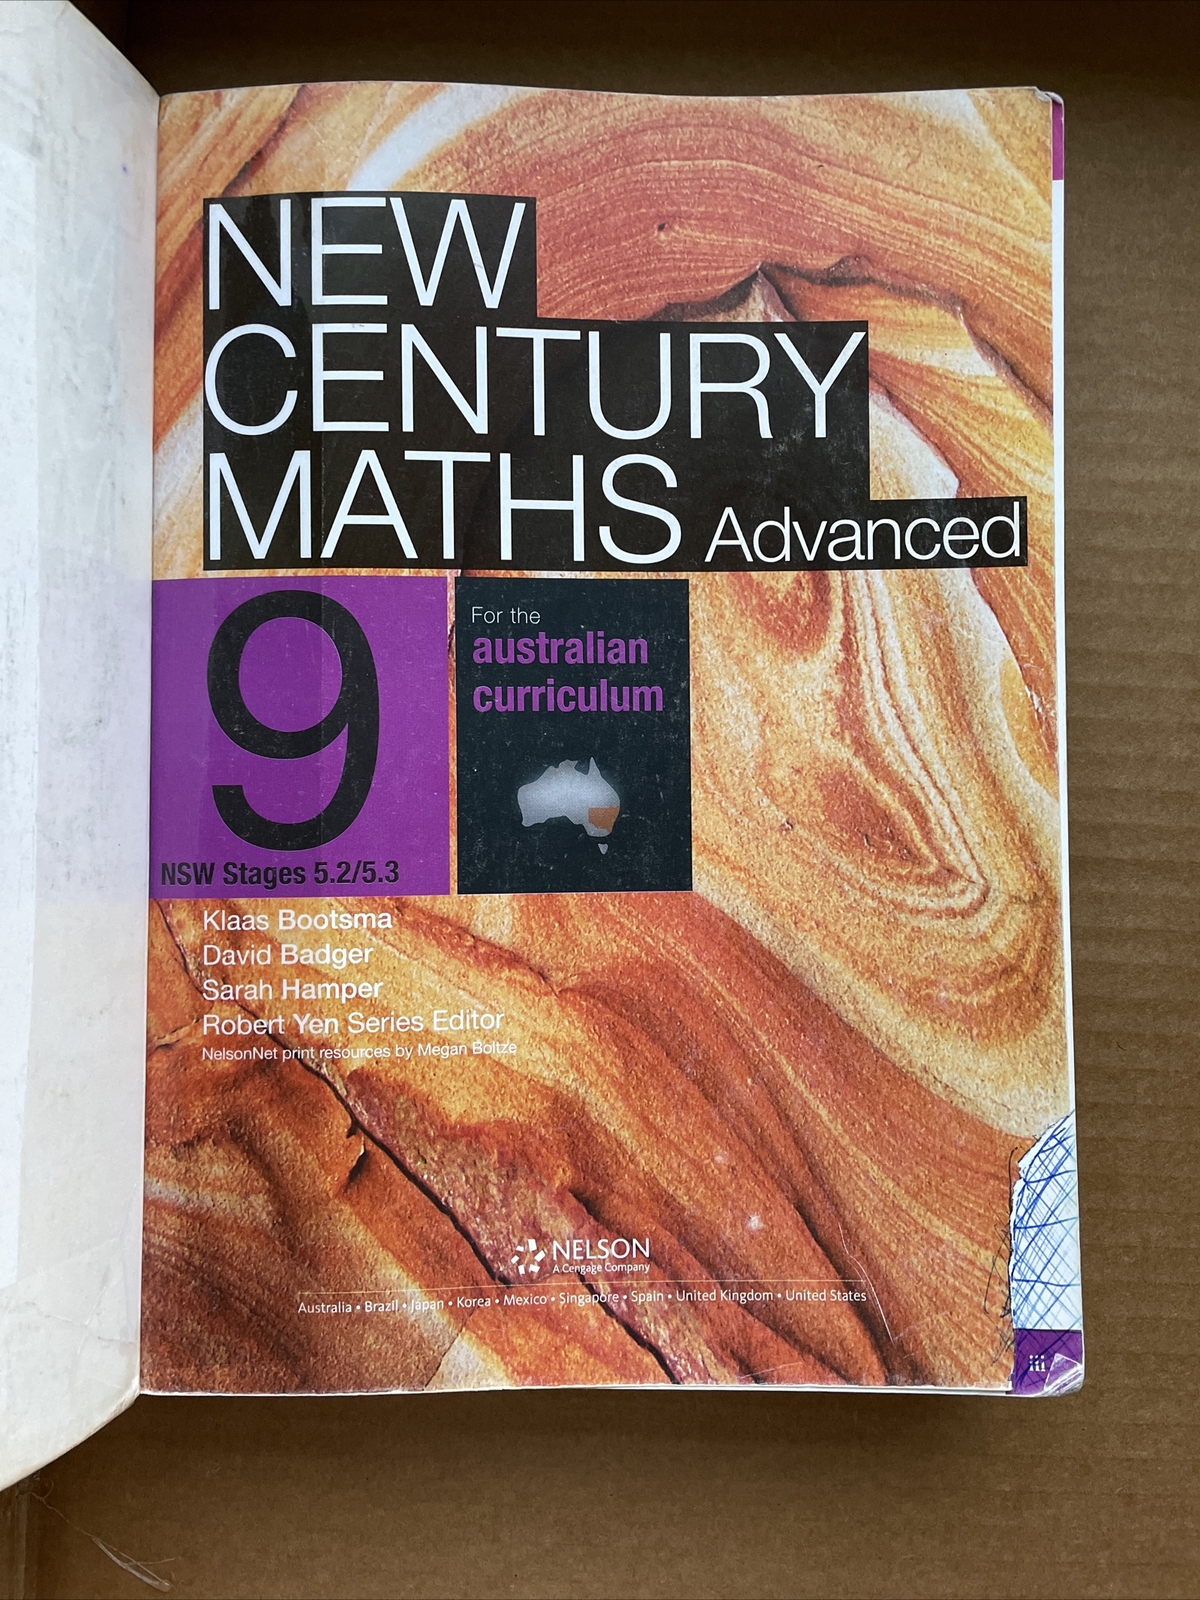 NEW
CENTURY
MATHS Advanced
9
NSW Stages 5.2/5.3
For the
australian
curriculum
Klaas Bootsma
David Badger
Sarah Hamper
Robert Yen Series Editor
NelsonNet print resources by Megan Boltze
NELSON
A Cengage Company
Australia • Brazil • Japan • Korea • Mexico • Singapore • Spain • United Kingdom • United States
iii